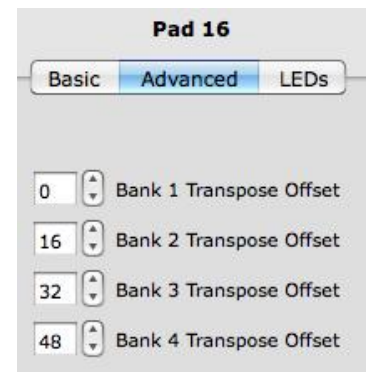 Pad 16
Basic Advanced LEDs
0 Bank 1 Transpose Offset
16 Bank 2 Transpose Offset
32 Bank 3 Transpose Offset
48 Bank 4 Transpose Offset